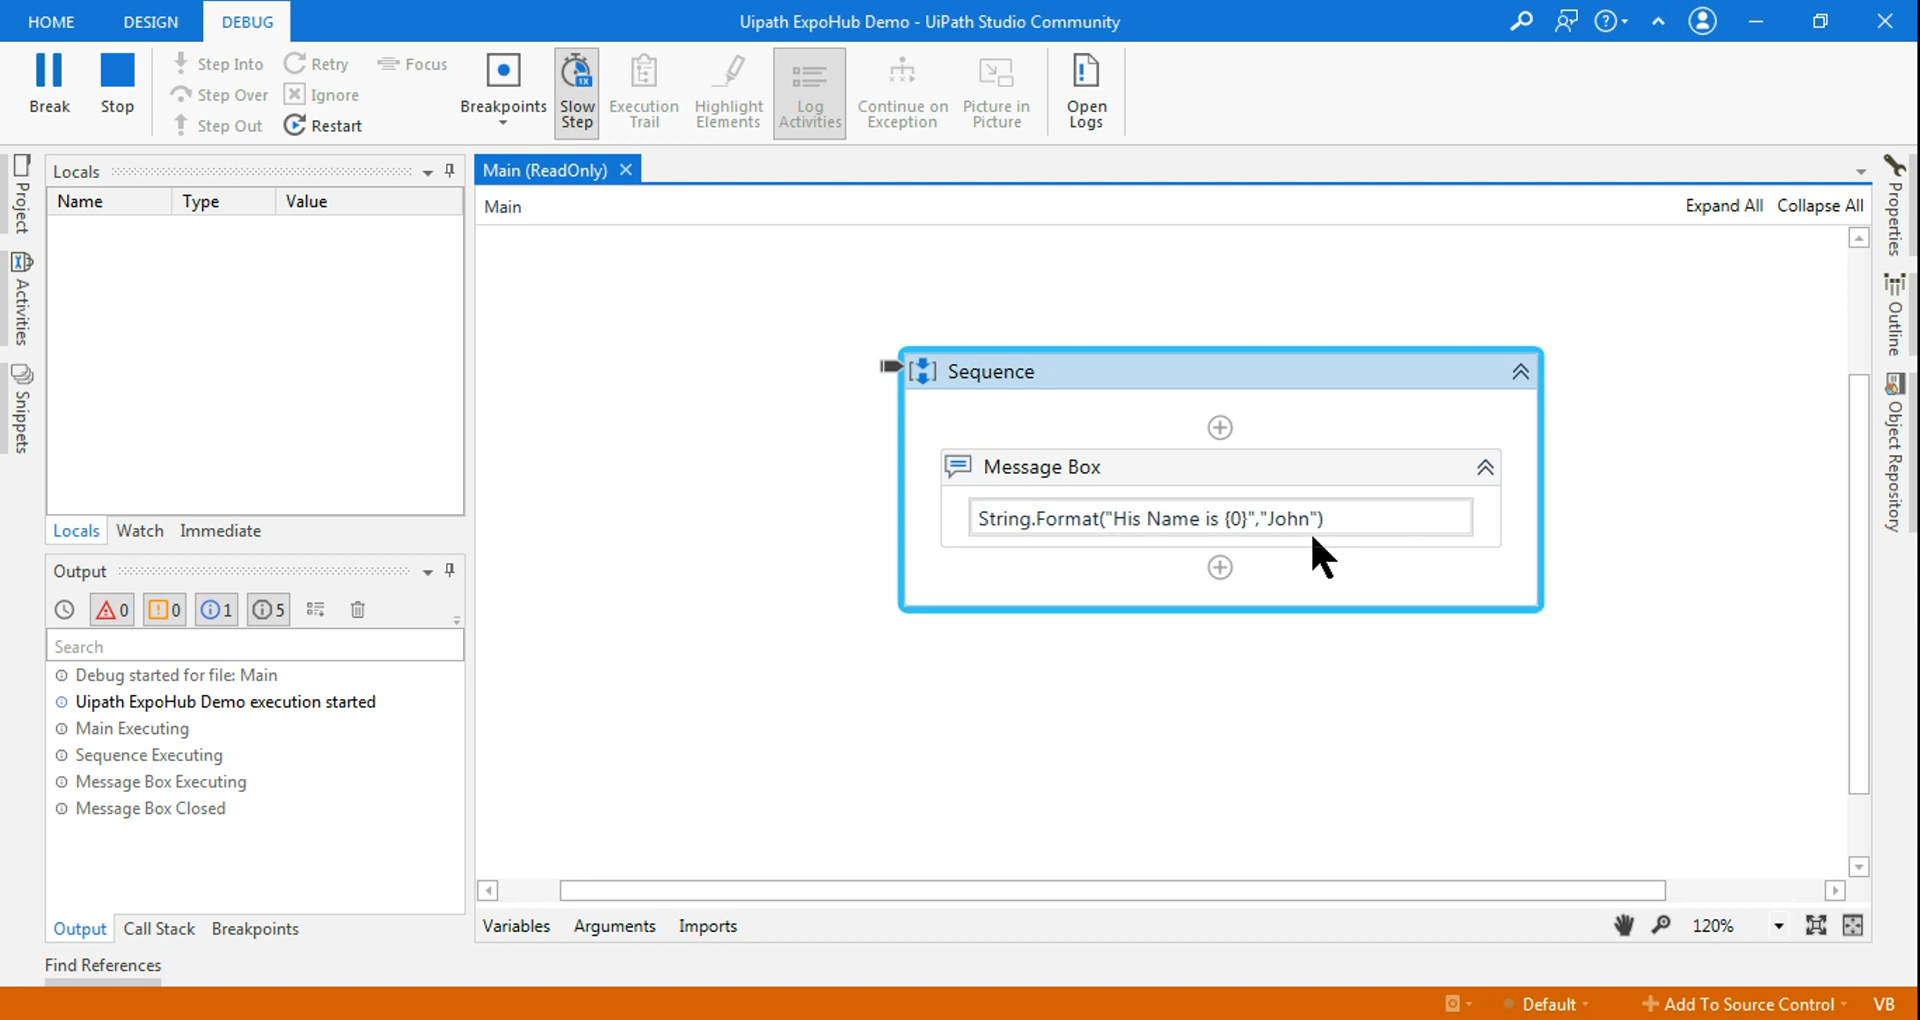 HOME DESIGN DEBUG Uipath ExpoHub Demo - UiPath Studio Community
Break
Stop
Step Into
Step Over
Step Out
Retry
Ignore
Restart
Focus
Breakpoints
Slow
Step
1X
Execution
Trail
Highlight
Elements
Log
Activities
Continue on
Exception
Picture in
Picture
Open
Logs
Project
Activities
Snippets
Locals
Name Type Value
Locals Watch Immediate
Output
0 0 1 5
Search
Debug started for file: Main
Uipath ExpoHub Demo execution started
Main Executing
Sequence Executing
Message Box Executing
Message Box Closed
Output Call Stack Breakpoints
Find References
Main (ReadOnly)
Main Expand All Collapse All
Sequence
Message Box
String.Format("His Name is {0}","John")
Variables Arguments Imports 120%
Properties
Outline
Object Repository
Default Add To Source Control VB